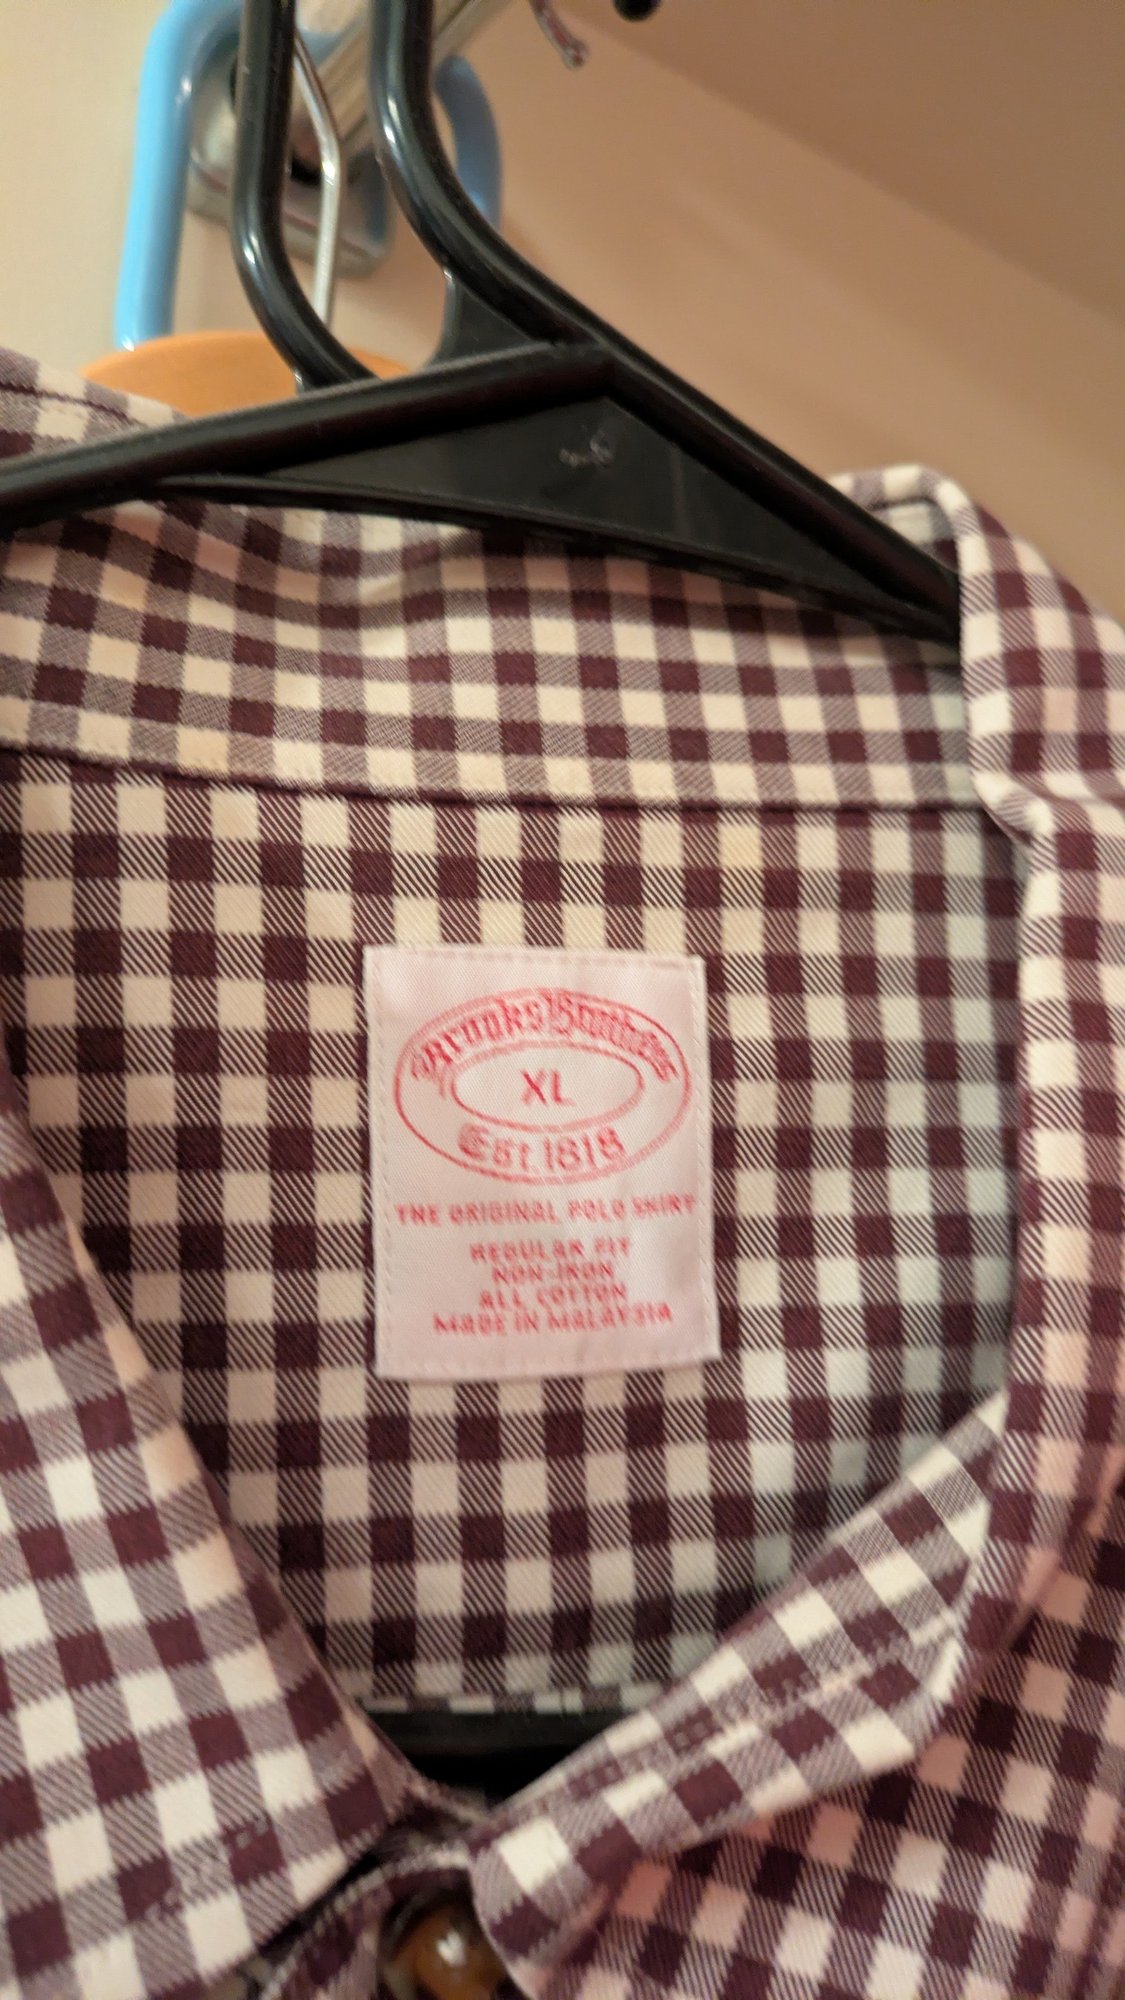 Brooks Brothers
XL
Est 1818
THE ORIGINAL POLO SHIRT
REGULAR FIT
NON-IRON
ALL COTTON
MADE IN MALAYSIA